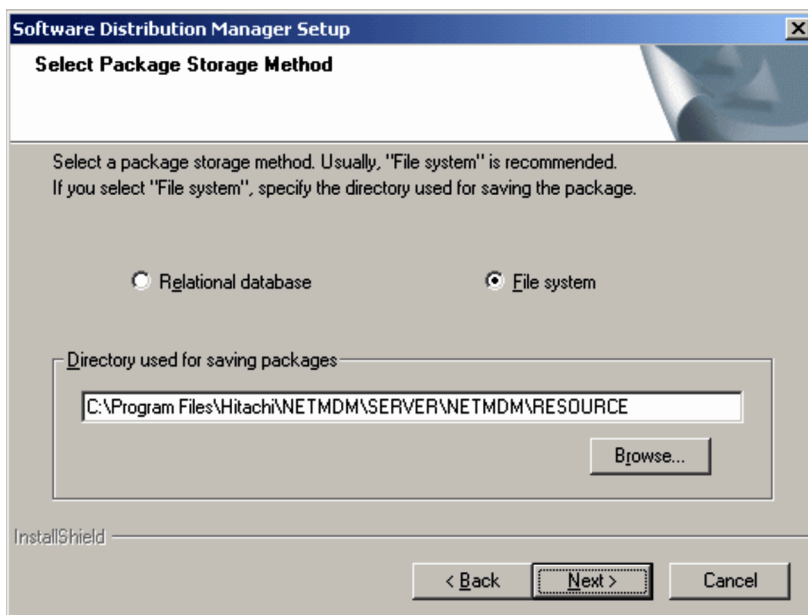 Software Distribution Manager Setup
Select Package Storage Method
Select a package storage method. Usually, "File system" is recommended.
If you select "File system", specify the directory used for saving the package.
Relational database
File system
Directory used for saving packages
C:\Program Files\Hitachi\NETMDM\SERVER\NETMDM\RESOURCE
Browse...
InstallShield
< Back
Next >
Cancel